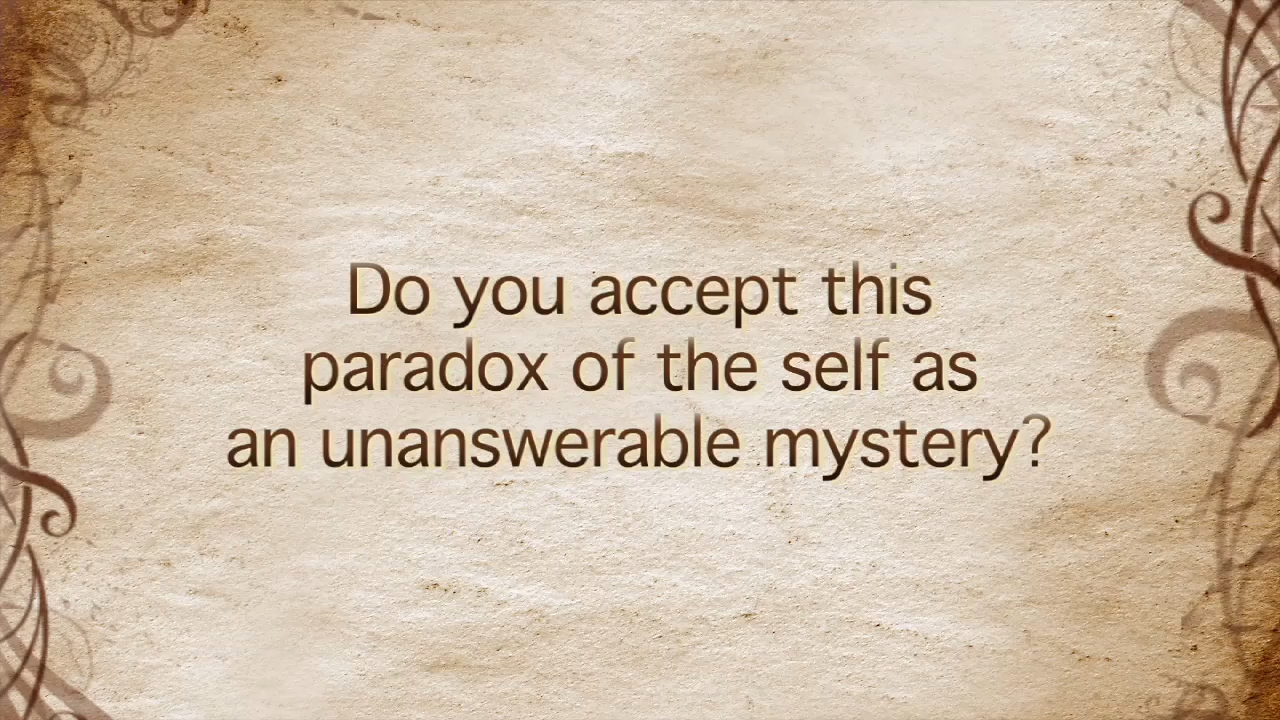 Do you accept this
paradox of the self as
an unanswerable mystery?